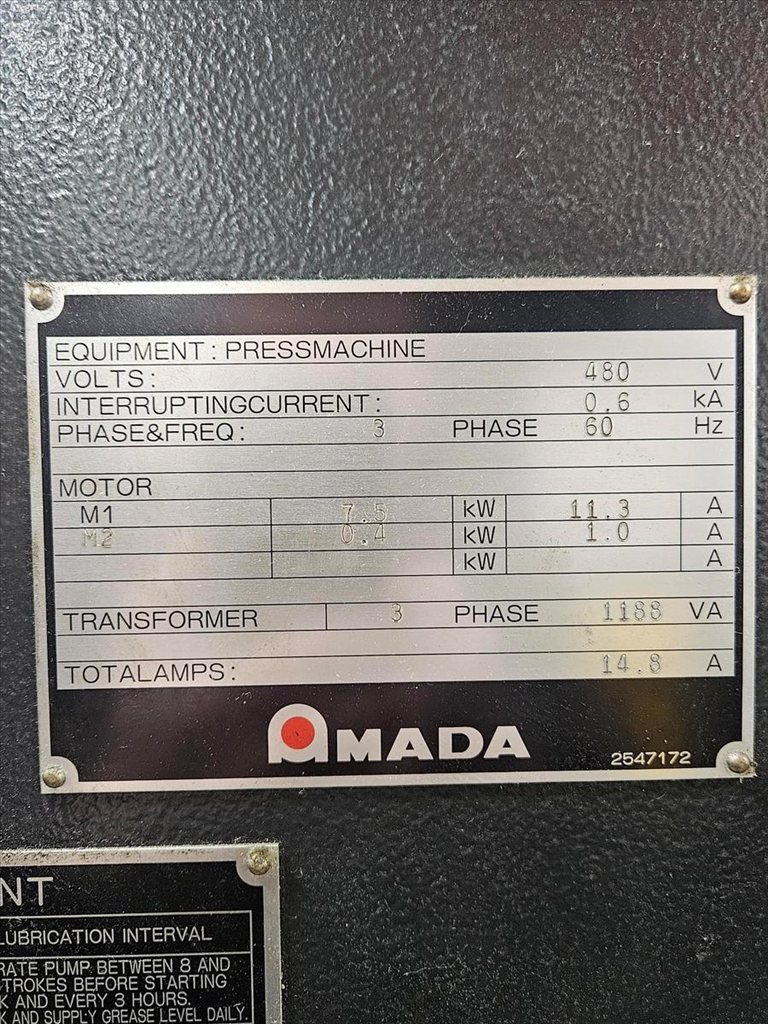 EQUIPMENT : PRESSMACHINE
VOLTS : 480 V
INTERRUPTINGCURRENT : 0.6 kA
PHASE&FREQ : 3 PHASE 60 Hz
MOTOR
M1 7.5 kW 11.3 A
M2 0.4 kW 1.0 A
kW A
TRANSFORMER 3 PHASE 1188 VA
TOTALAMPS : 14.8 A
AMADA
2547172
NT
LUBRICATION INTERVAL
RATE PUMP BETWEEN 8 AND
TROKES BEFORE STARTING
K AND EVERY 3 HOURS.
K AND SUPPLY GREASE LEVEL DAILY.